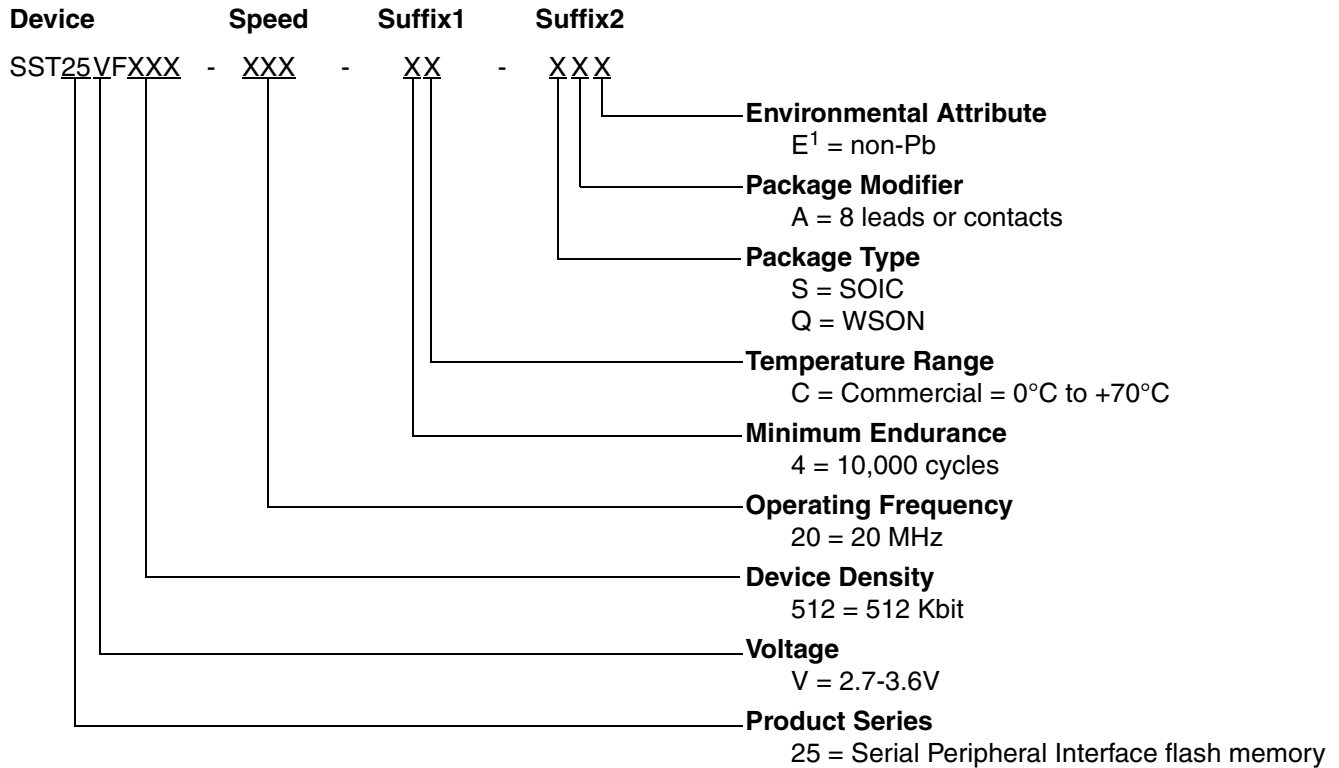 Device Speed Suffix1 Suffix2
SST25VFXXX - XXX - XX - XXX
Environmental Attribute
E1 = non-Pb
Package Modifier
A = 8 leads or contacts
Package Type
S = SOIC
Q = WSON
Temperature Range
C = Commercial = 0°C to +70°C
Minimum Endurance
4 = 10,000 cycles
Operating Frequency
20 = 20 MHz
Device Density
512 = 512 Kbit
Voltage
V = 2.7-3.6V
Product Series
25 = Serial Peripheral Interface flash memory